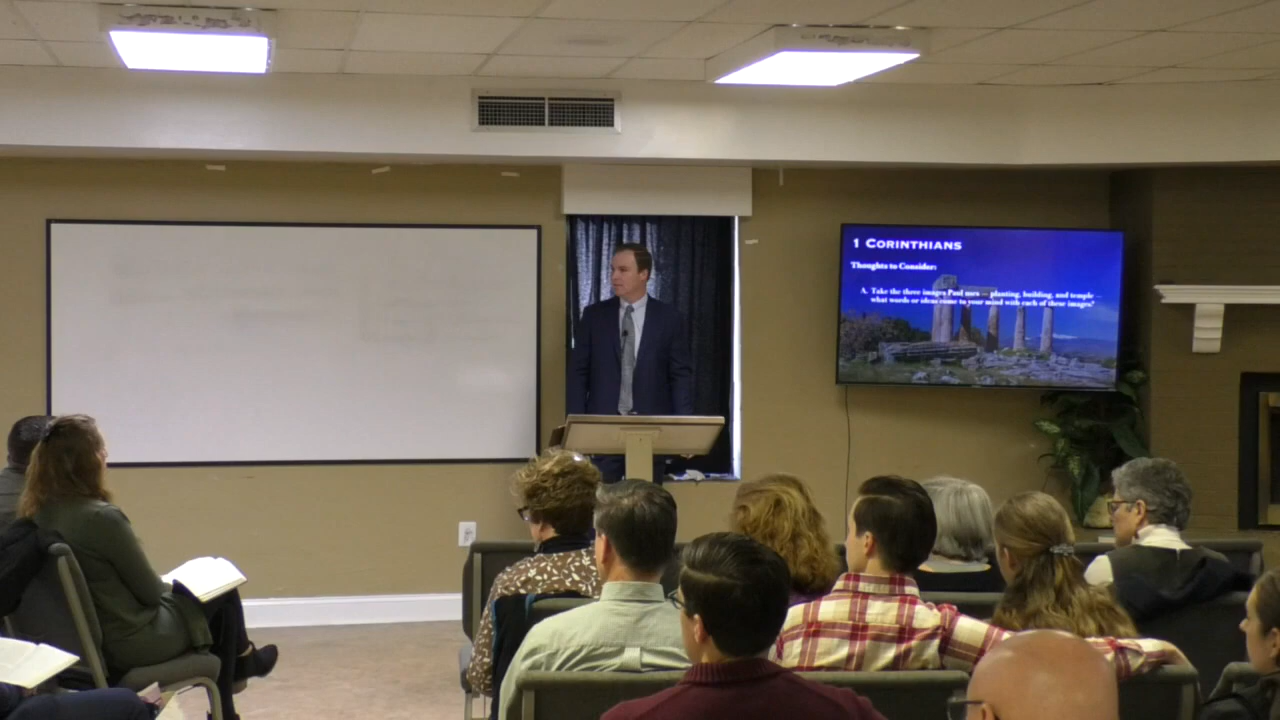 1 Corinthians
Thoughts to Consider:
A. Take the three images Paul uses — planting, building, and temple —
what words or ideas come to your mind with each of these images?